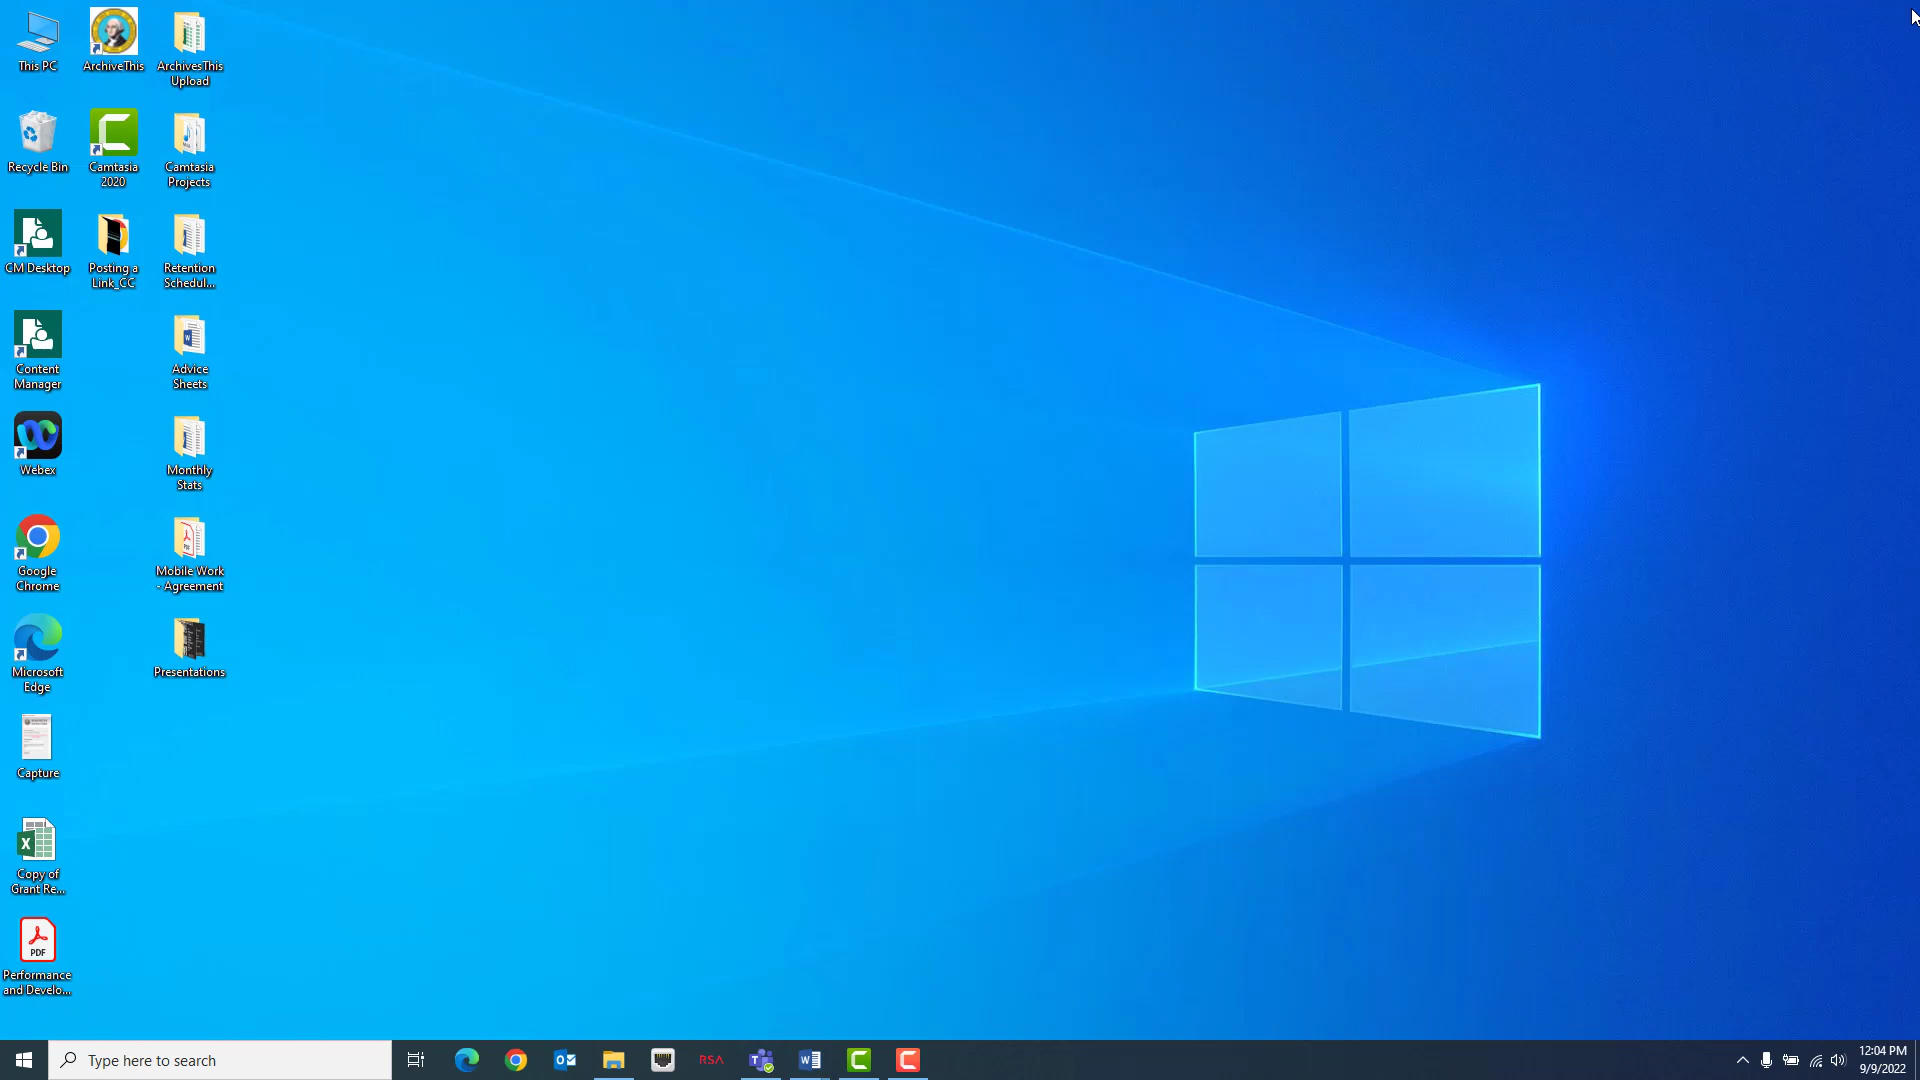 This PC
ArchiveThis
ArchivesThis
Upload
Recycle Bin
Camtasia
2020
Camtasia
Projects
CM Desktop
Posting a
Link_CC
Retention
Schedul...
Content
Manager
Advice
Sheets
Webex
Monthly
Stats
Google
Chrome
PDF
Mobile Work
- Agreement
Microsoft
Edge
Presentations
Capture
Copy of
Grant Re...
PDF
Performance
and Develo...
Type here to search
RSA
12:04 PM
9/9/2022